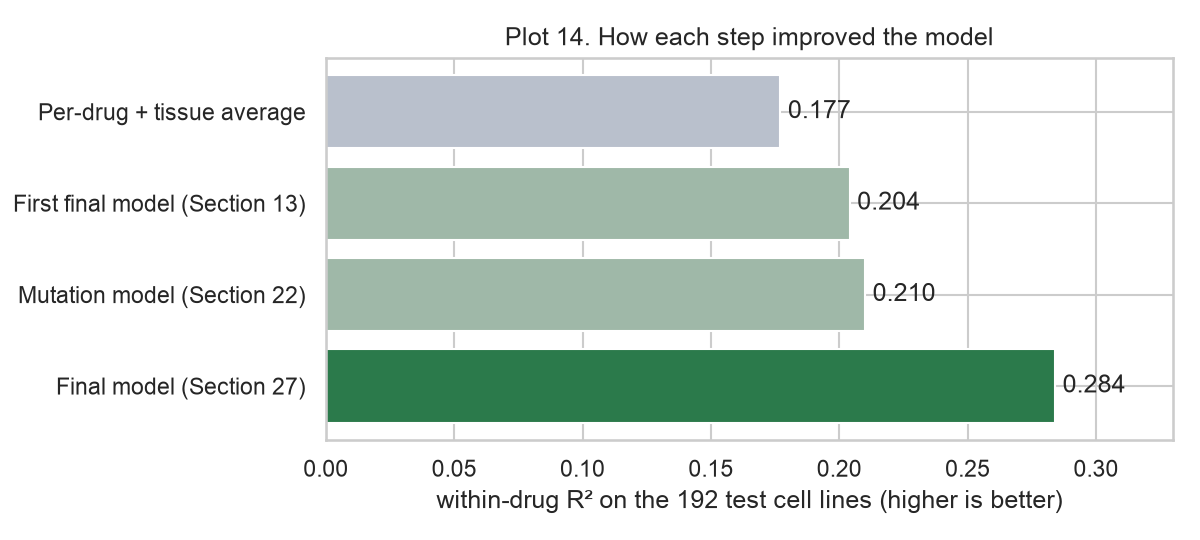 Plot 14. How each step improved the model
Per-drug + tissue average
0.177
First final model (Section 13)
0.204
Mutation model (Section 22)
0.210
Final model (Section 27)
0.284
0.00 0.05 0.10 0.15 0.20 0.25 0.30
within-drug R² on the 192 test cell lines (higher is better)